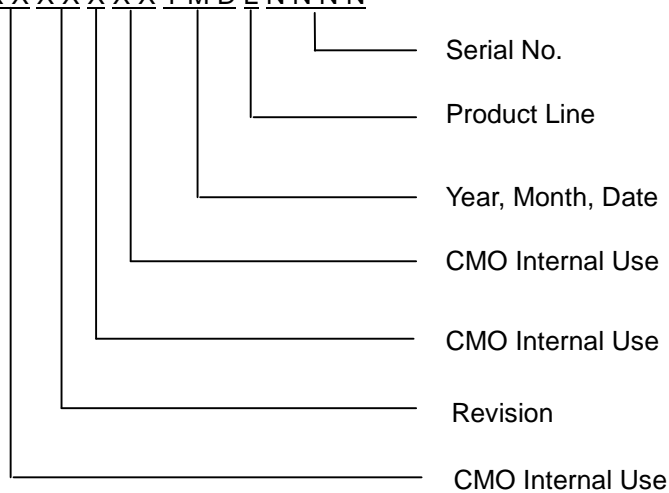 X X X X X X X Y M D L N N N N
Serial No.
Product Line
Year, Month, Date
CMO Internal Use
CMO Internal Use
Revision
CMO Internal Use